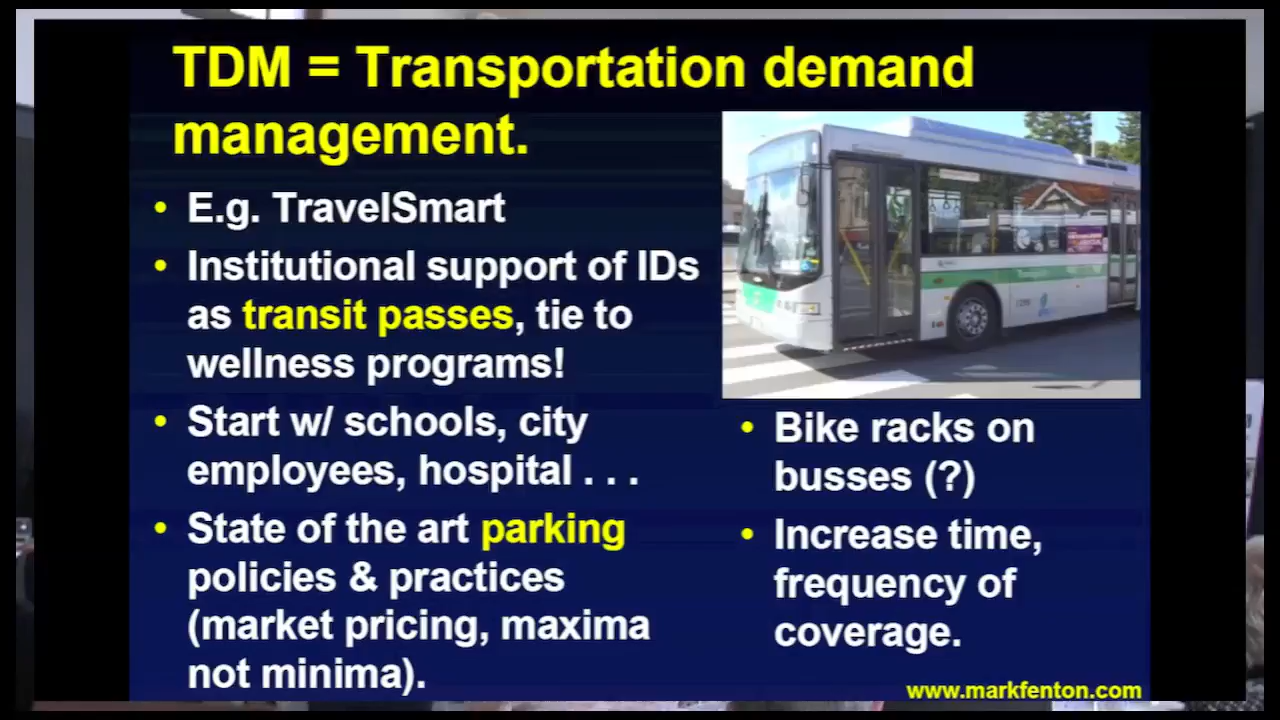 TDM = Transportation demand
management.
• E.g. TravelSmart
• Institutional support of IDs
as transit passes, tie to
wellness programs!
• Start w/ schools, city
employees, hospital . . .
• State of the art parking
policies & practices
(market pricing, maxima
not minima).
• Bike racks on
busses (?)
• Increase time,
frequency of
coverage.
www.markfenton.com